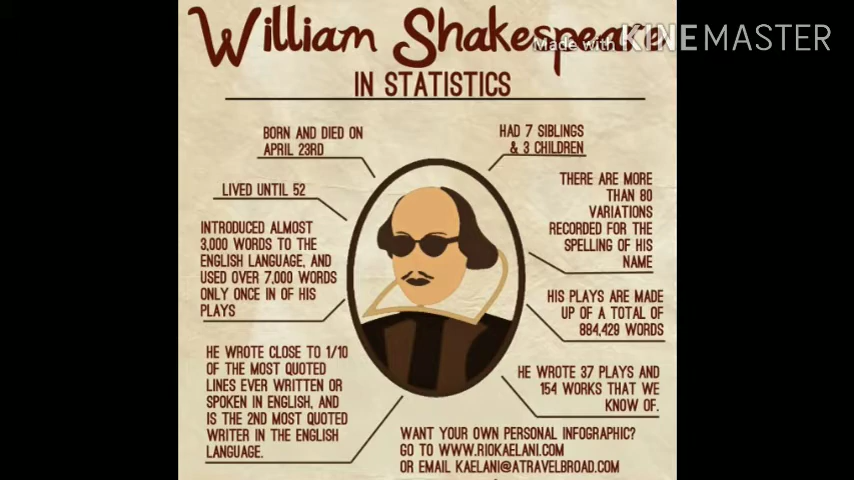 William Shakespeare
Made with KINEMASTER
IN STATISTICS
BORN AND DIED ON
APRIL 23RD
LIVED UNTIL 52
INTRODUCED ALMOST
3,000 WORDS TO THE
ENGLISH LANGUAGE, AND
USED OVER 7,000 WORDS
ONLY ONCE IN OF HIS
PLAYS
HE WROTE CLOSE TO 1/10
OF THE MOST QUOTED
LINES EVER WRITTEN OR
SPOKEN IN ENGLISH, AND
IS THE 2ND MOST QUOTED
WRITER IN THE ENGLISH
LANGUAGE.
HAD 7 SIBLINGS
& 3 CHILDREN
THERE ARE MORE
THAN 80
VARIATIONS
RECORDED FOR THE
SPELLING OF HIS
NAME
HIS PLAYS ARE MADE
UP OF A TOTAL OF
884,429 WORDS
HE WROTE 37 PLAYS AND
154 WORKS THAT WE
KNOW OF.
WANT YOUR OWN PERSONAL INFOGRAPHIC?
GO TO WWW.RIOKAELANI.COM
OR EMAIL KAELANI@ATRAVELBROAD.COM